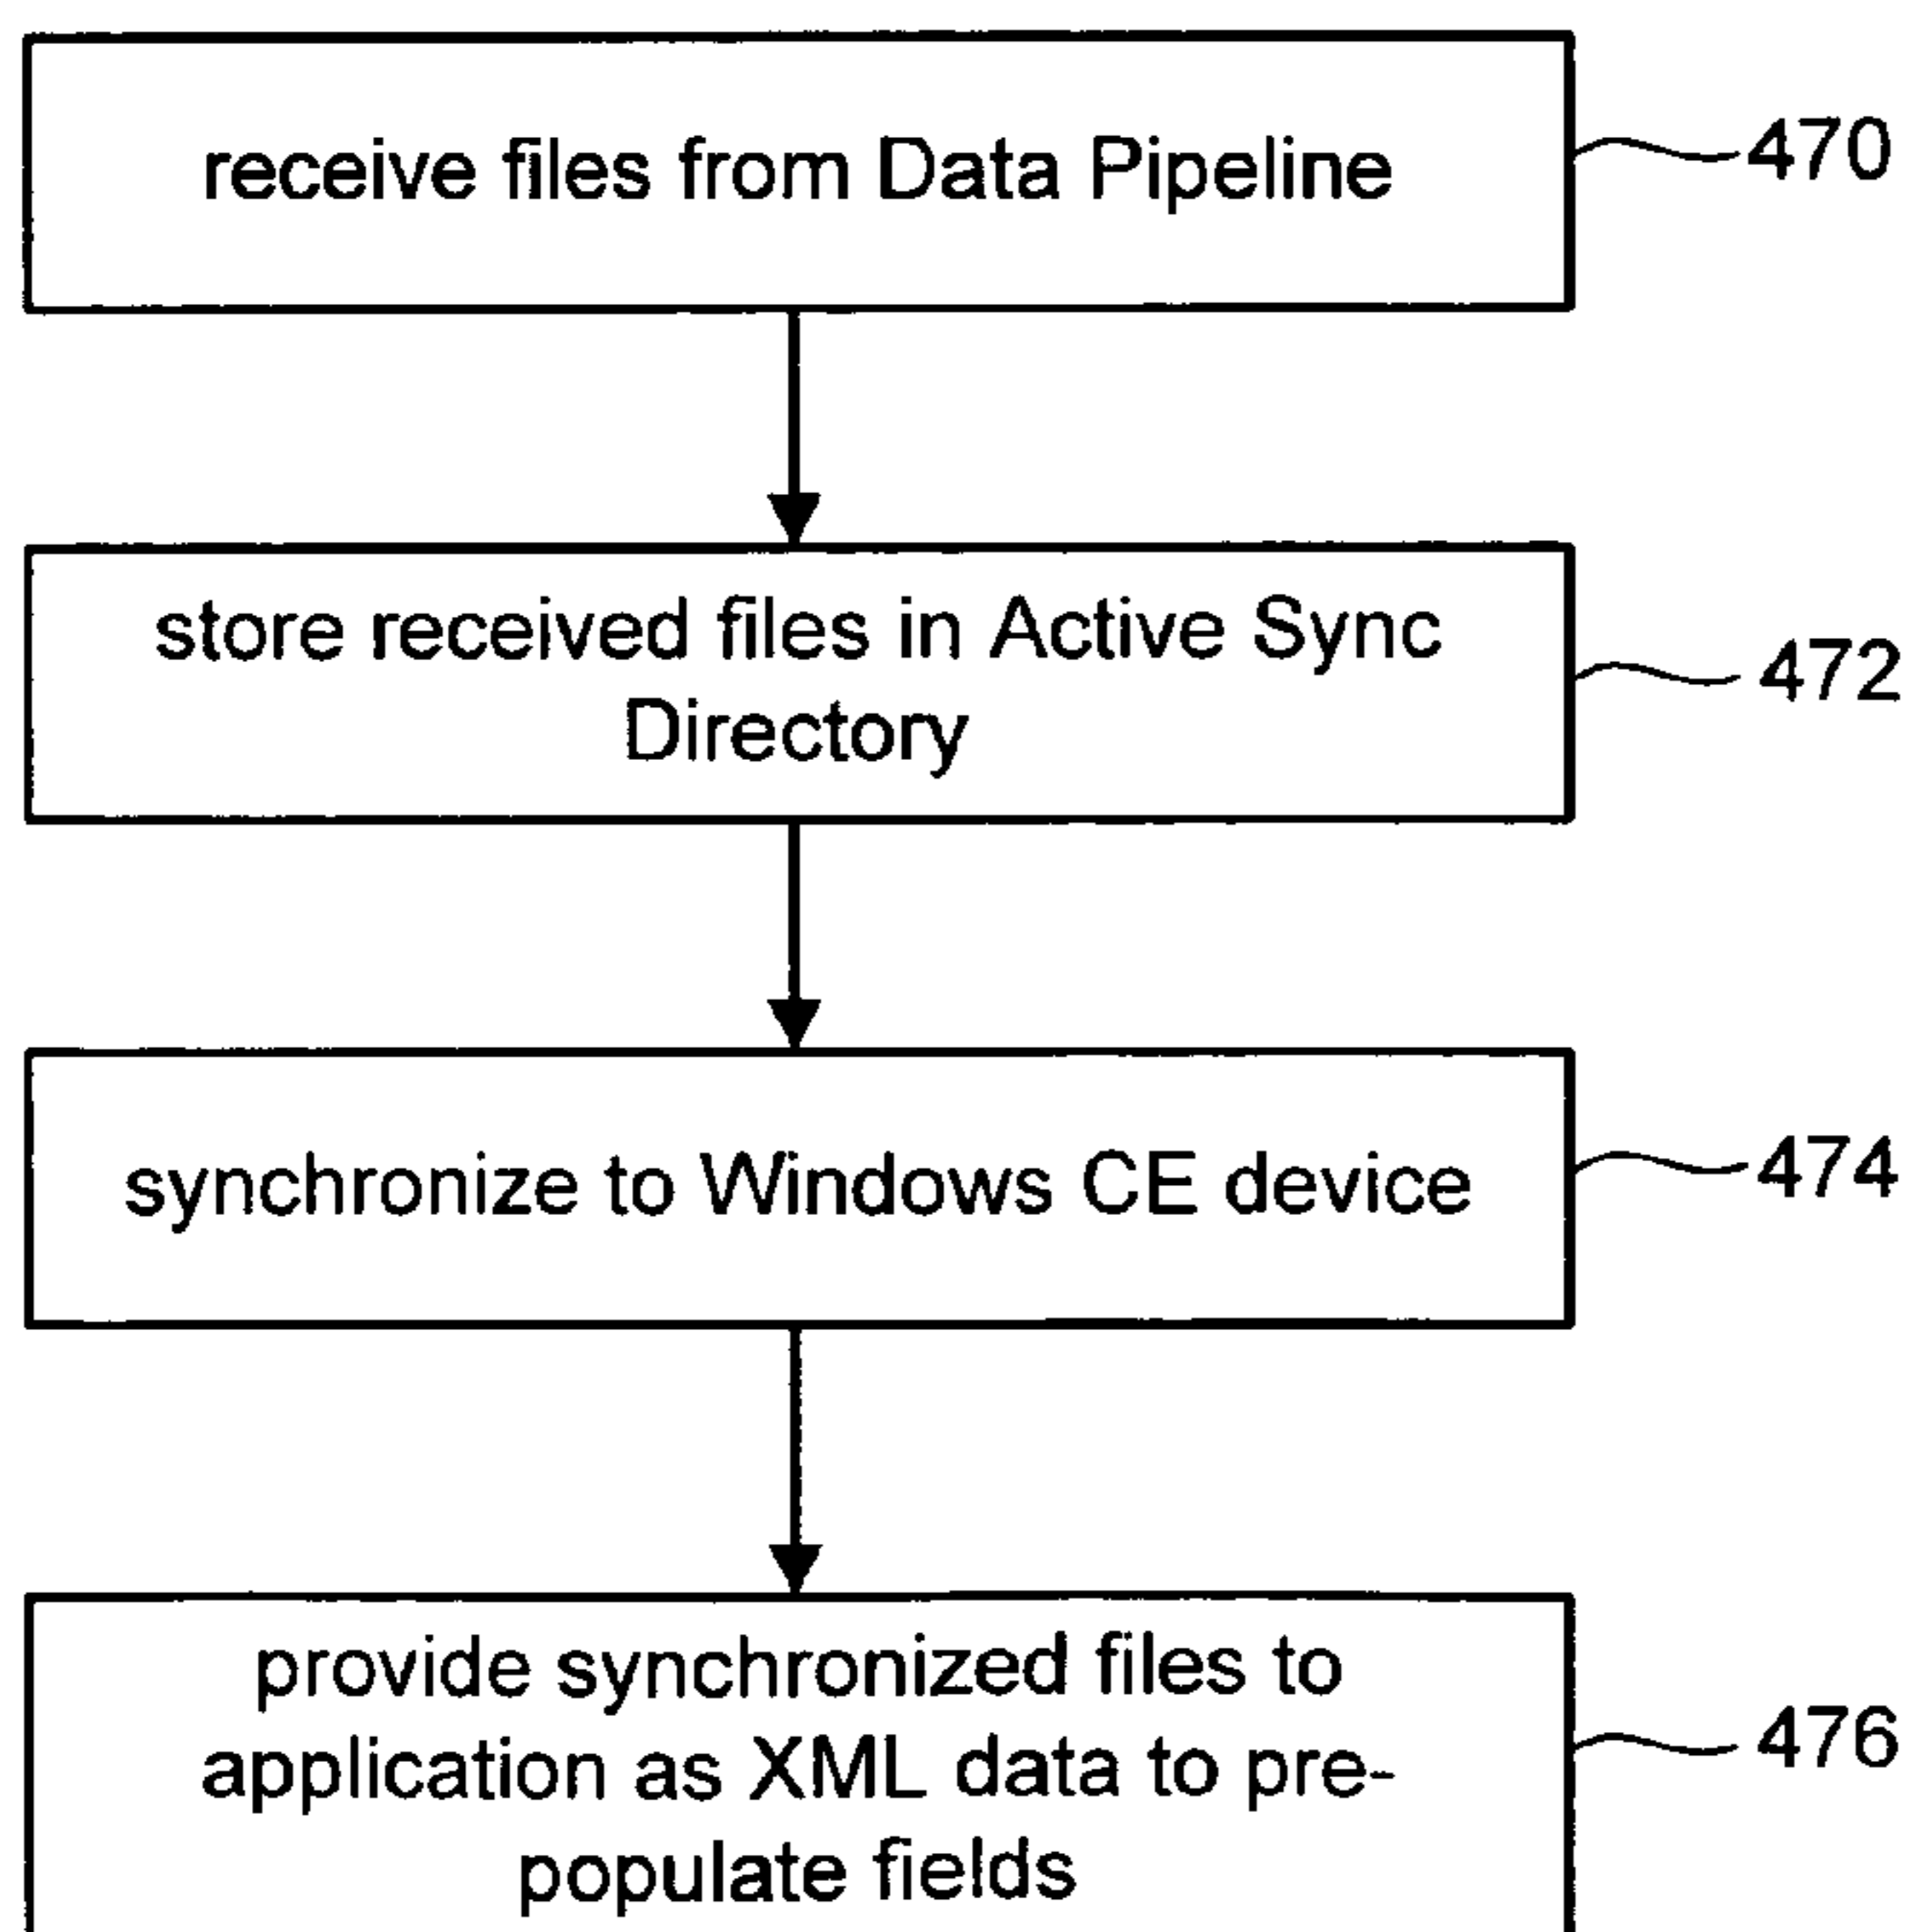 receive files from Data Pipeline
470
store received files in Active Sync
Directory
472
synchronize to Windows CE device
474
provide synchronized files to
application as XML data to pre-
populate fields
476